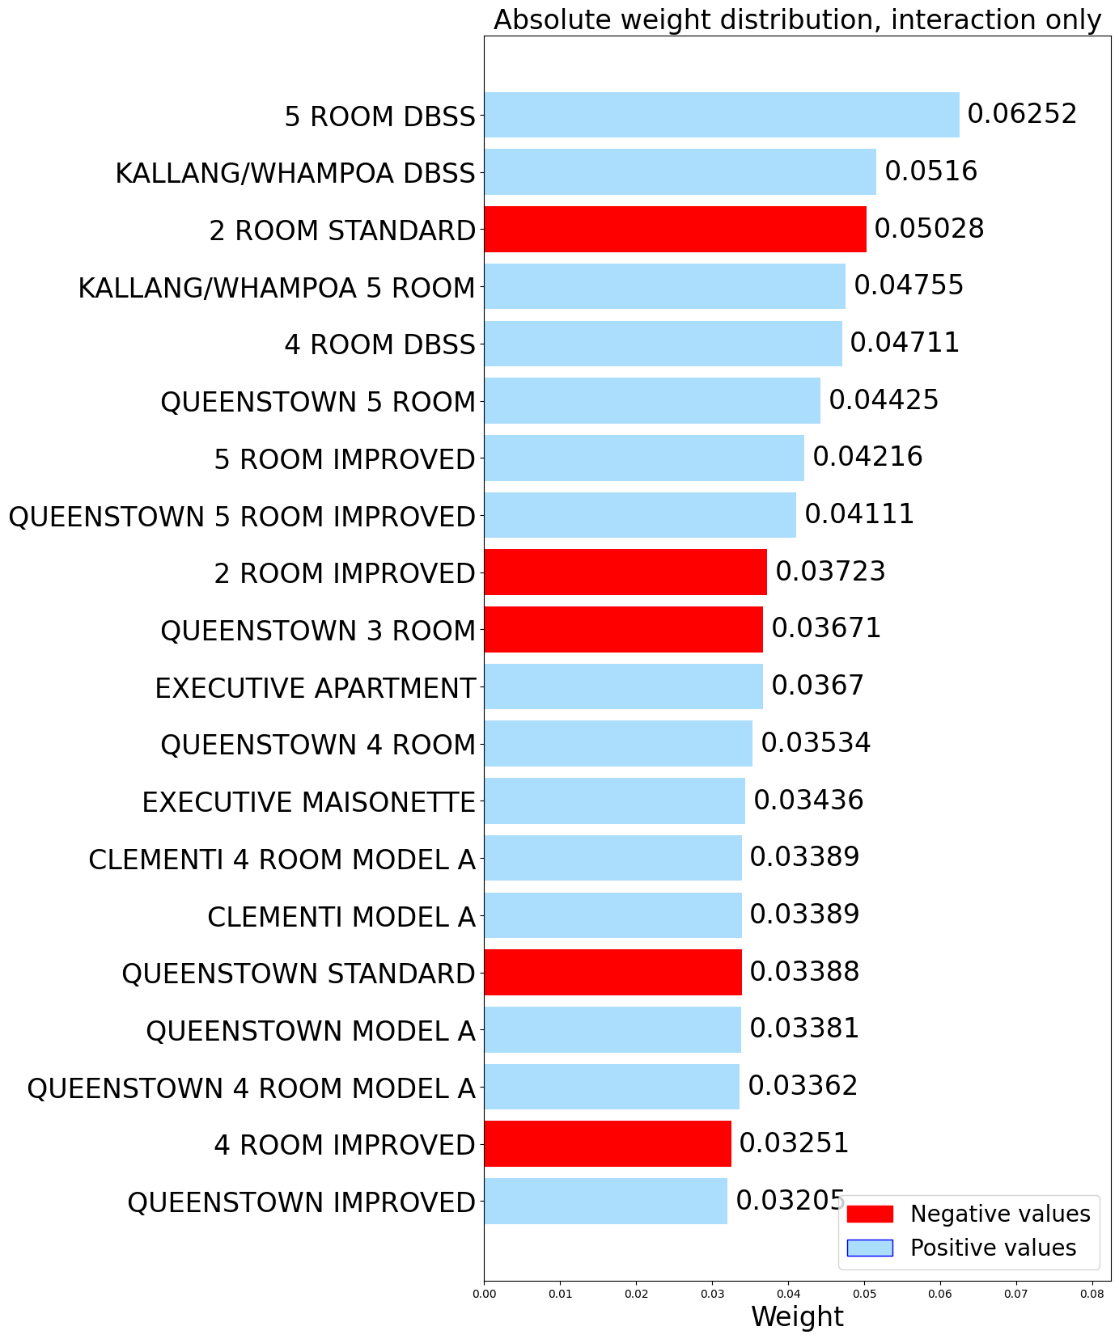 Absolute weight distribution, interaction only
5 ROOM DBSS 0.06252
KALLANG/WHAMPOA DBSS 0.0516
2 ROOM STANDARD 0.05028
KALLANG/WHAMPOA 5 ROOM 0.04755
4 ROOM DBSS 0.04711
QUEENSTOWN 5 ROOM 0.04425
5 ROOM IMPROVED 0.04216
QUEENSTOWN 5 ROOM IMPROVED 0.04111
2 ROOM IMPROVED 0.03723
QUEENSTOWN 3 ROOM 0.03671
EXECUTIVE APARTMENT 0.0367
QUEENSTOWN 4 ROOM 0.03534
EXECUTIVE MAISONETTE 0.03436
CLEMENTI 4 ROOM MODEL A 0.03389
CLEMENTI MODEL A 0.03389
QUEENSTOWN STANDARD 0.03388
QUEENSTOWN MODEL A 0.03381
QUEENSTOWN 4 ROOM MODEL A 0.03362
4 ROOM IMPROVED 0.03251
QUEENSTOWN IMPROVED 0.03205
Negative values
Positive values
0.00 0.01 0.02 0.03 0.04 0.05 0.06 0.07 0.08
Weight